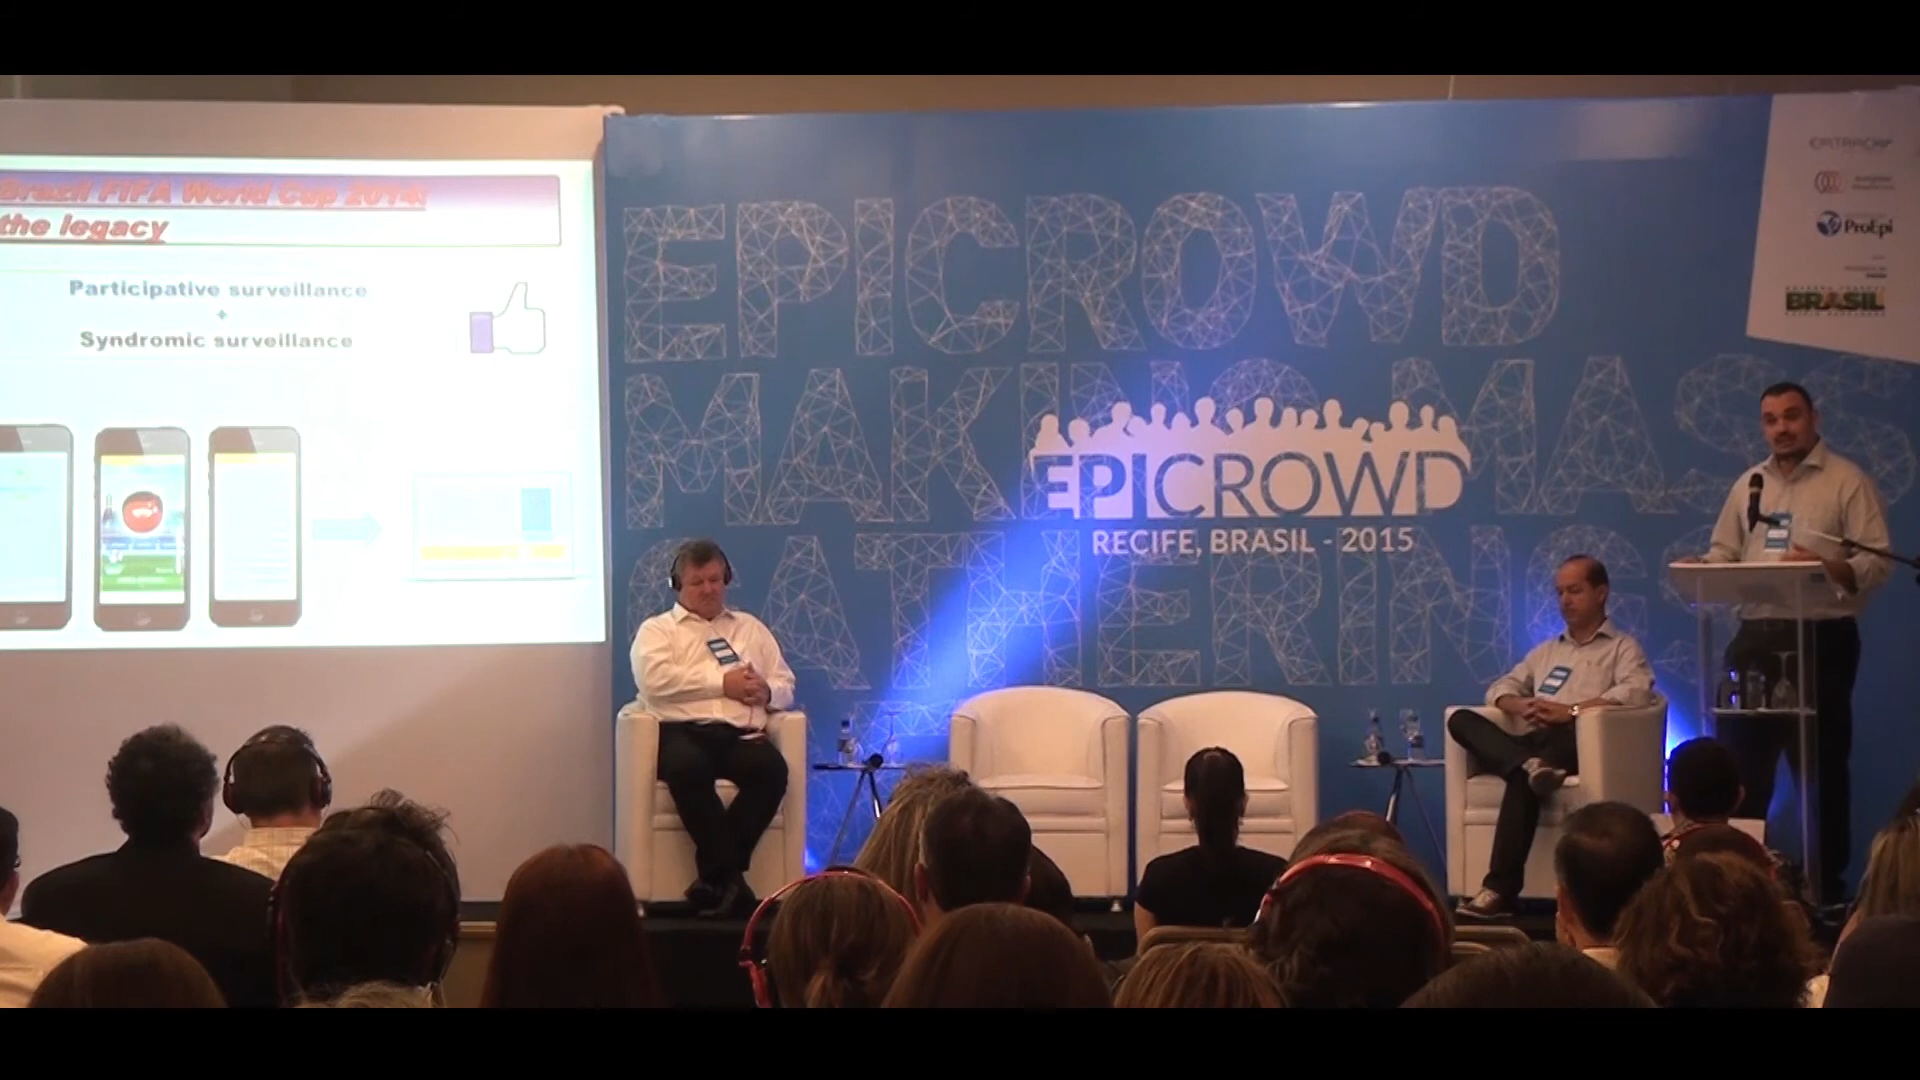 Brazil FIFA World Cup 2014:
the legacy
Participative surveillance
+
Syndromic surveillance
EPICROWD
MAKING MASS
GATHERINGS
EPICROWD
RECIFE, BRASIL - 2015
ProEpi
BRASIL